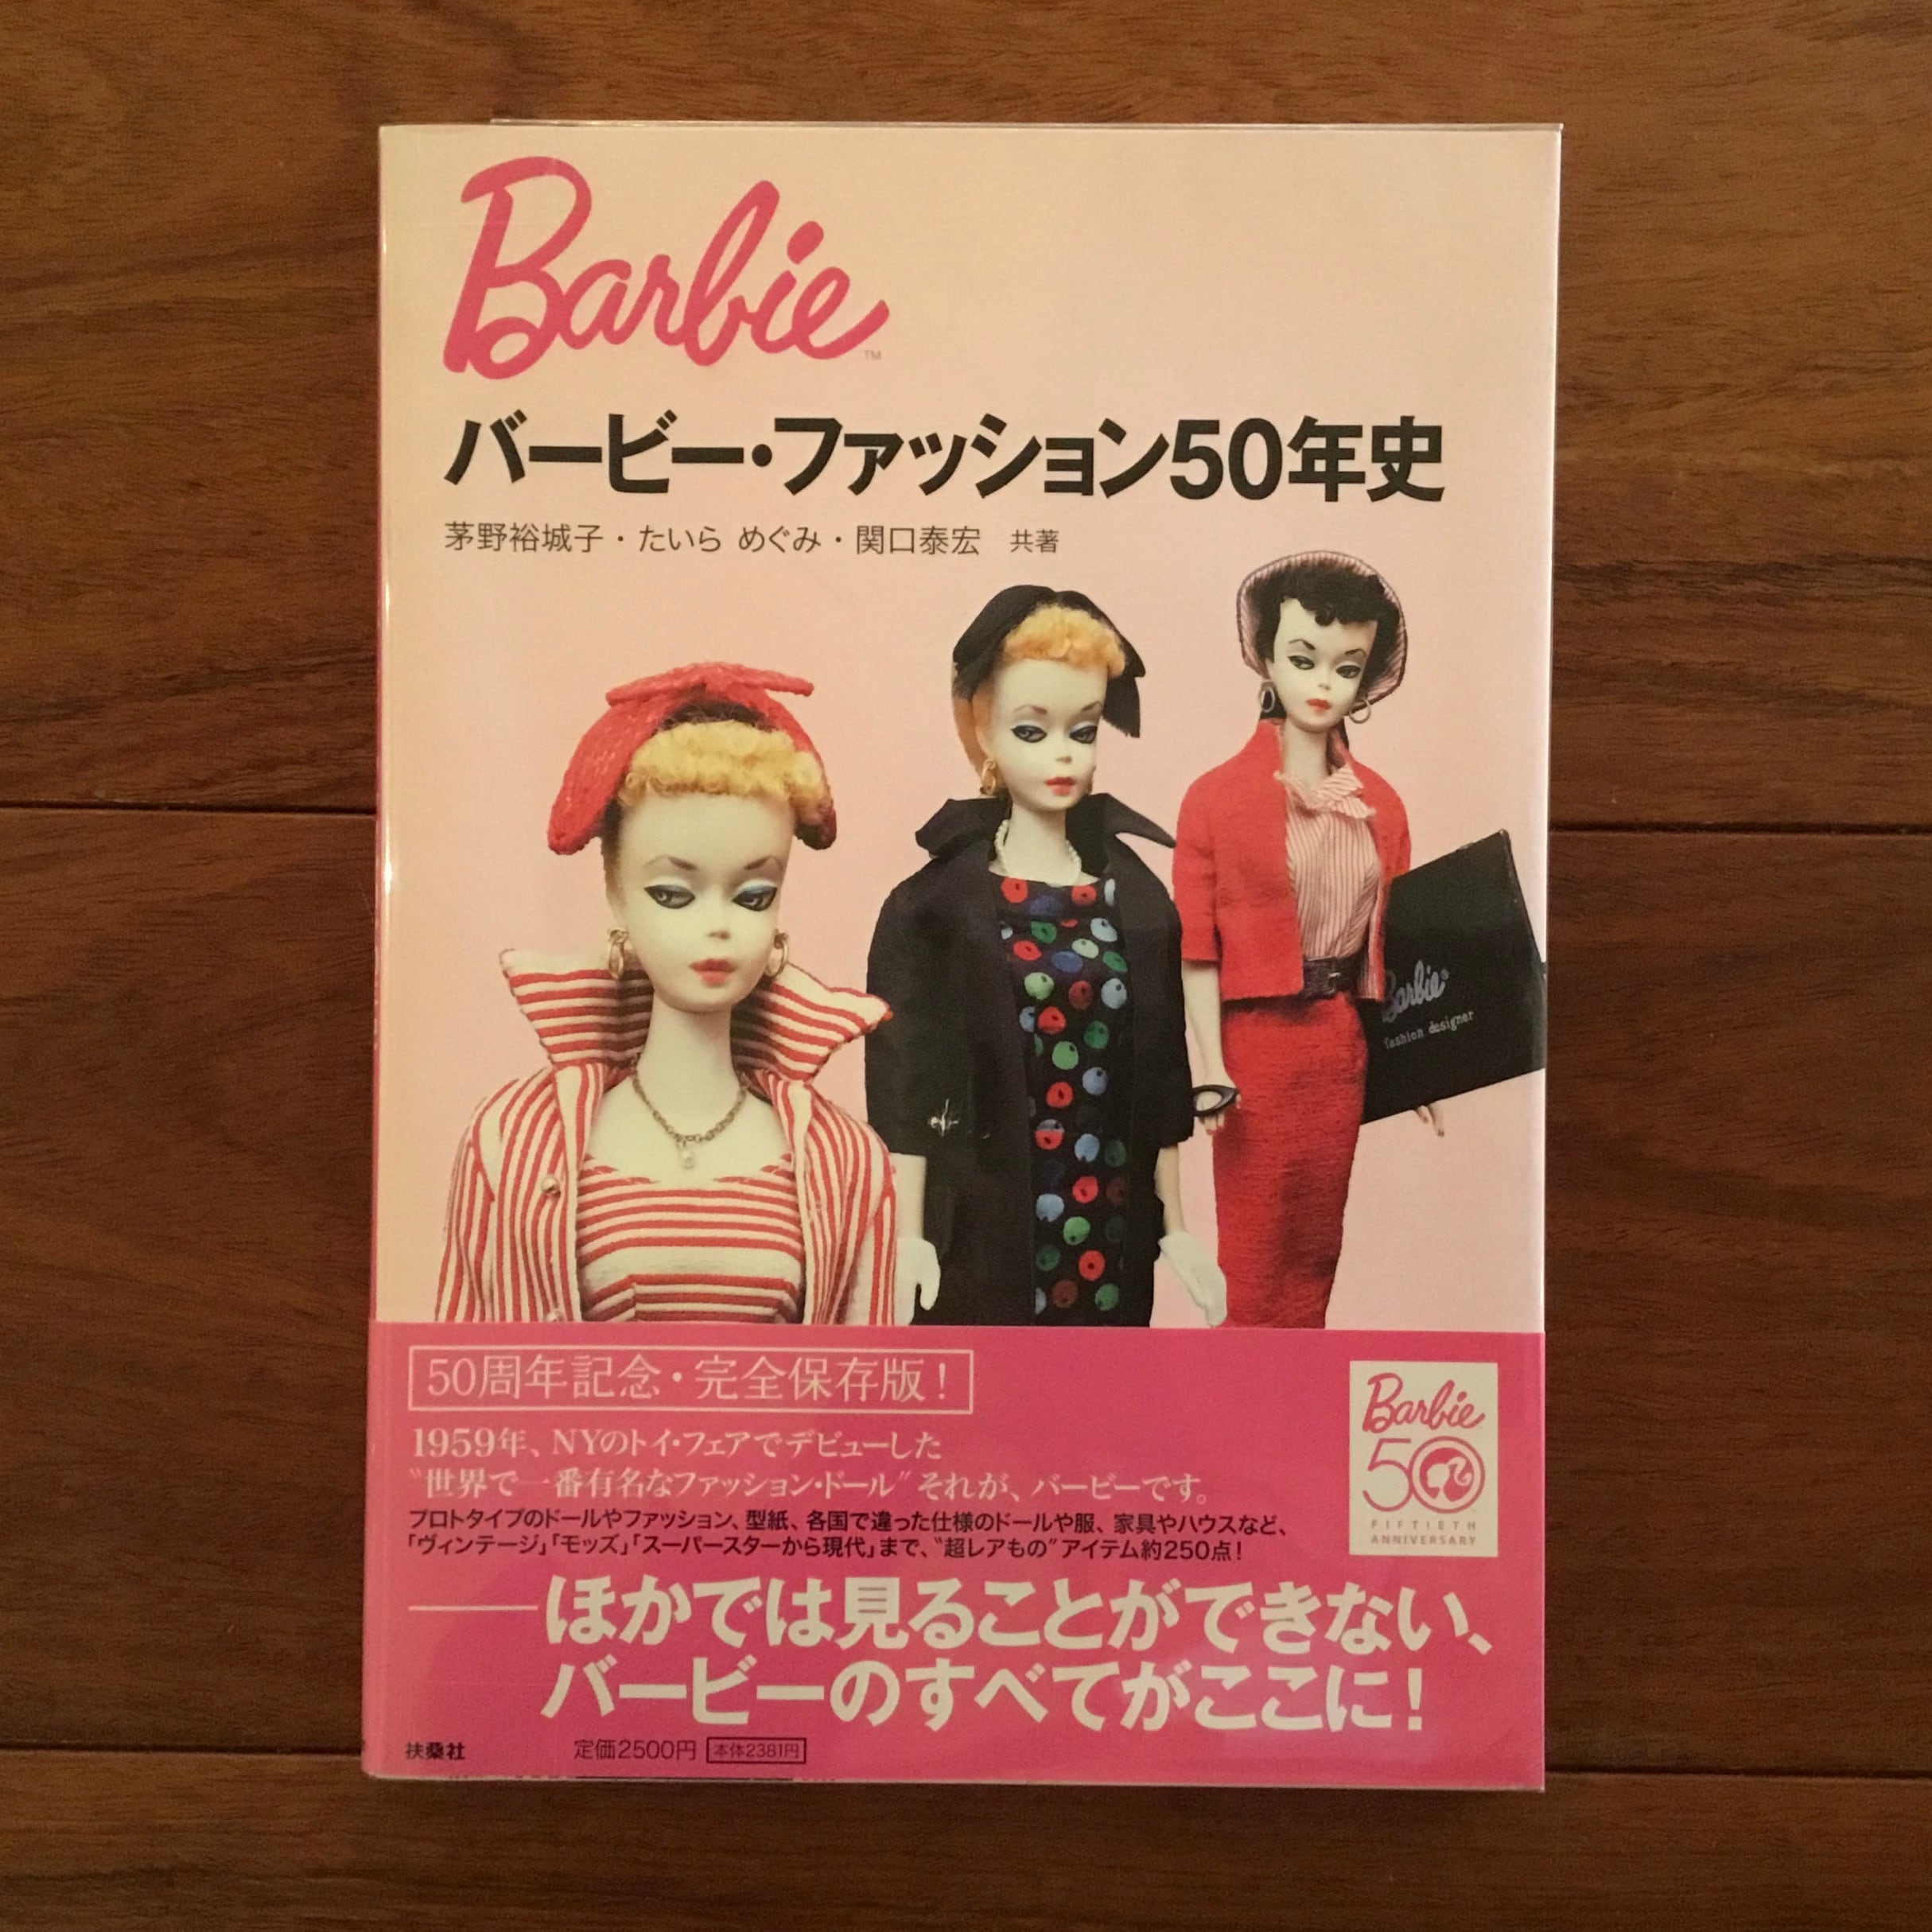 Barbie™
バービー・ファッション50年史
茅野裕城子・たいら めぐみ・関口泰宏 共著
Barbie®
fashion designer
50周年記念・完全保存版!
1959年、NYのトイ・フェアでデビューした
"世界で一番有名なファッション・ドール" それが、バービーです。
プロトタイプのドールやファッション、型紙、各国で違った仕様のドールや服、家具やハウスなど、
「ヴィンテージ」「モッズ」「スーパースターから現代」まで、"超レアもの" アイテム約250点!
Barbie
50
FIFTIETH
ANNIVERSARY
――ほかでは見ることができない、
バービーのすべてがここに!
扶桑社 定価2500円 本体2381円